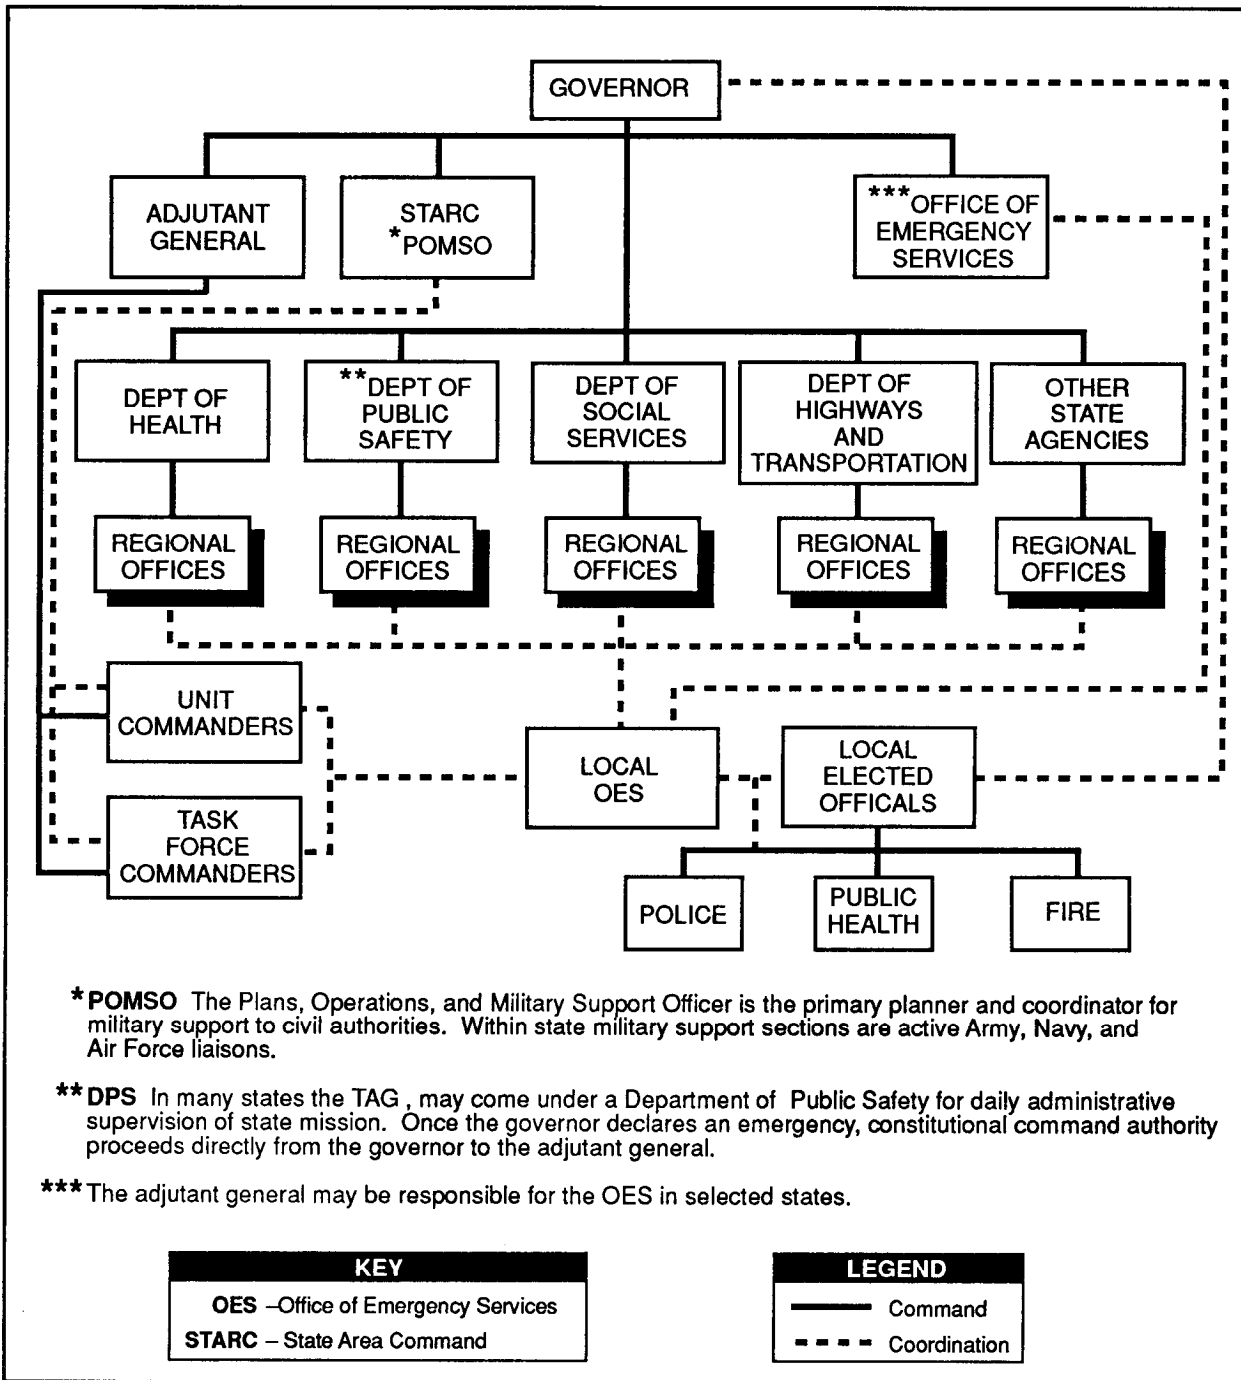 GOVERNOR
ADJUTANT
GENERAL
STARC
*POMSO
***OFFICE OF
EMERGENCY
SERVICES
DEPT OF
HEALTH
**DEPT OF
PUBLIC
SAFETY
DEPT OF
SOCIAL
SERVICES
DEPT OF
HIGHWAYS
AND
TRANSPORTATION
OTHER
STATE
AGENCIES
REGIONAL
OFFICES
REGIONAL
OFFICES
REGIONAL
OFFICES
REGIONAL
OFFICES
REGIONAL
OFFICES
UNIT
COMMANDERS
LOCAL
OES
LOCAL
ELECTED
OFFICALS
TASK
FORCE
COMMANDERS
POLICE
PUBLIC
HEALTH
FIRE
*POMSO The Plans, Operations, and Military Support Officer is the primary planner and coordinator for
military support to civil authorities. Within state military support sections are active Army, Navy, and
Air Force liaisons.
**DPS In many states the TAG , may come under a Department of Public Safety for daily administrative
supervision of state mission. Once the governor declares an emergency, constitutional command authority
proceeds directly from the governor to the adjutant general.
***The adjutant general may be responsible for the OES in selected states.
KEY
OES –Office of Emergency Services
STARC – State Area Command
LEGEND
Command
Coordination